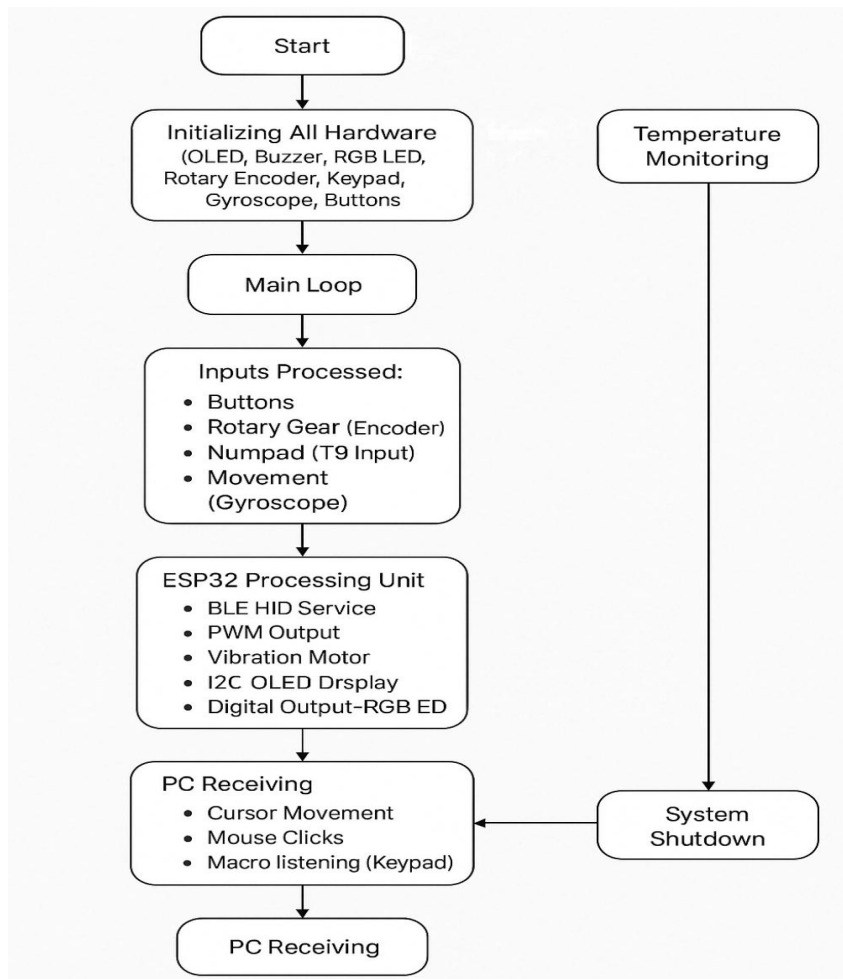 Start
Initializing All Hardware
(OLED, Buzzer, RGB LED,
Rotary Encoder, Keypad,
Gyroscope, Buttons
Temperature
Monitoring
Main Loop
Inputs Processed:
• Buttons
• Rotary Gear (Encoder)
• Numpad (T9 Input)
• Movement
(Gyroscope)
ESP32 Processing Unit
• BLE HID Service
• PWM Output
• Vibration Motor
• I2C OLED Drsplay
• Digital Output-RGB ED
PC Receiving
• Cursor Movement
• Mouse Clicks
• Macro listening (Keypad)
System
Shutdown
PC Receiving